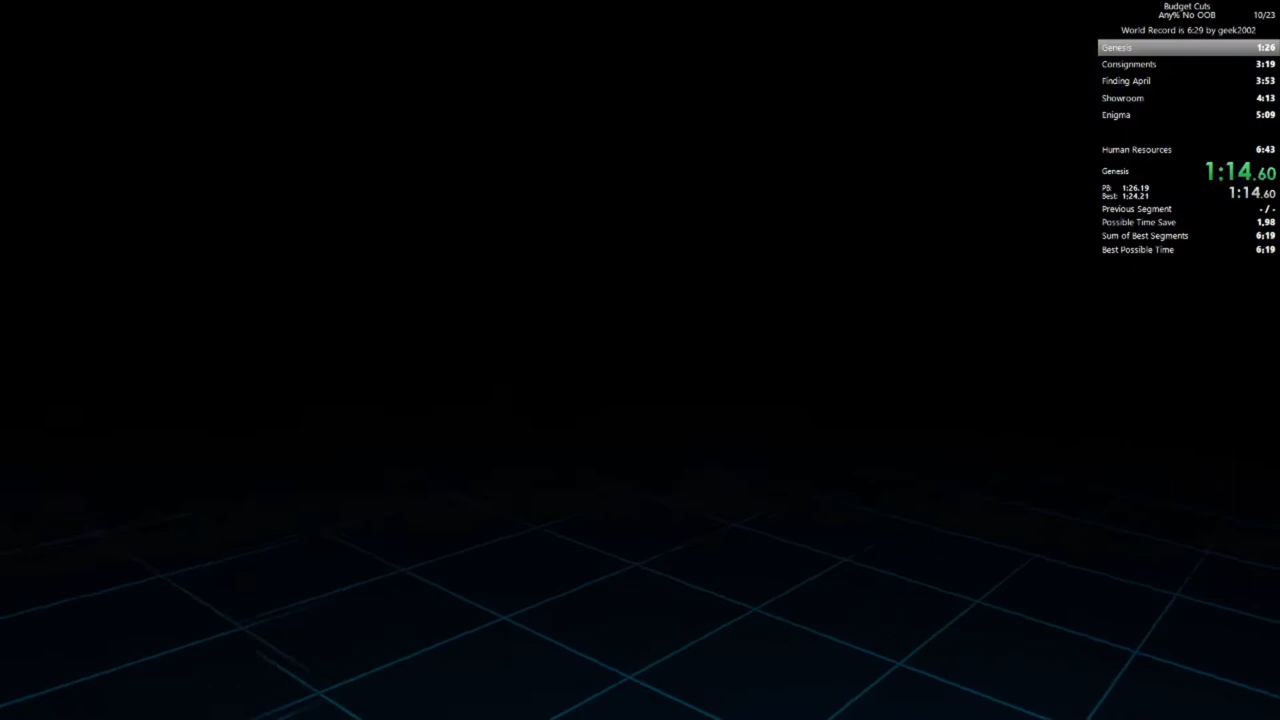 Budget Cuts
Any% No OOB 10/23
World Record is 6:29 by geek2002
Genesis 1:26
Consignments 3:19
Finding April 3:53
Showroom 4:13
Enigma 5:09
Human Resources 6:43
Genesis 1:14.60
PB: 1:26.19 1:14.60
Best: 1:24.21
Previous Segment - / -
Possible Time Save 1.98
Sum of Best Segments 6:19
Best Possible Time 6:19